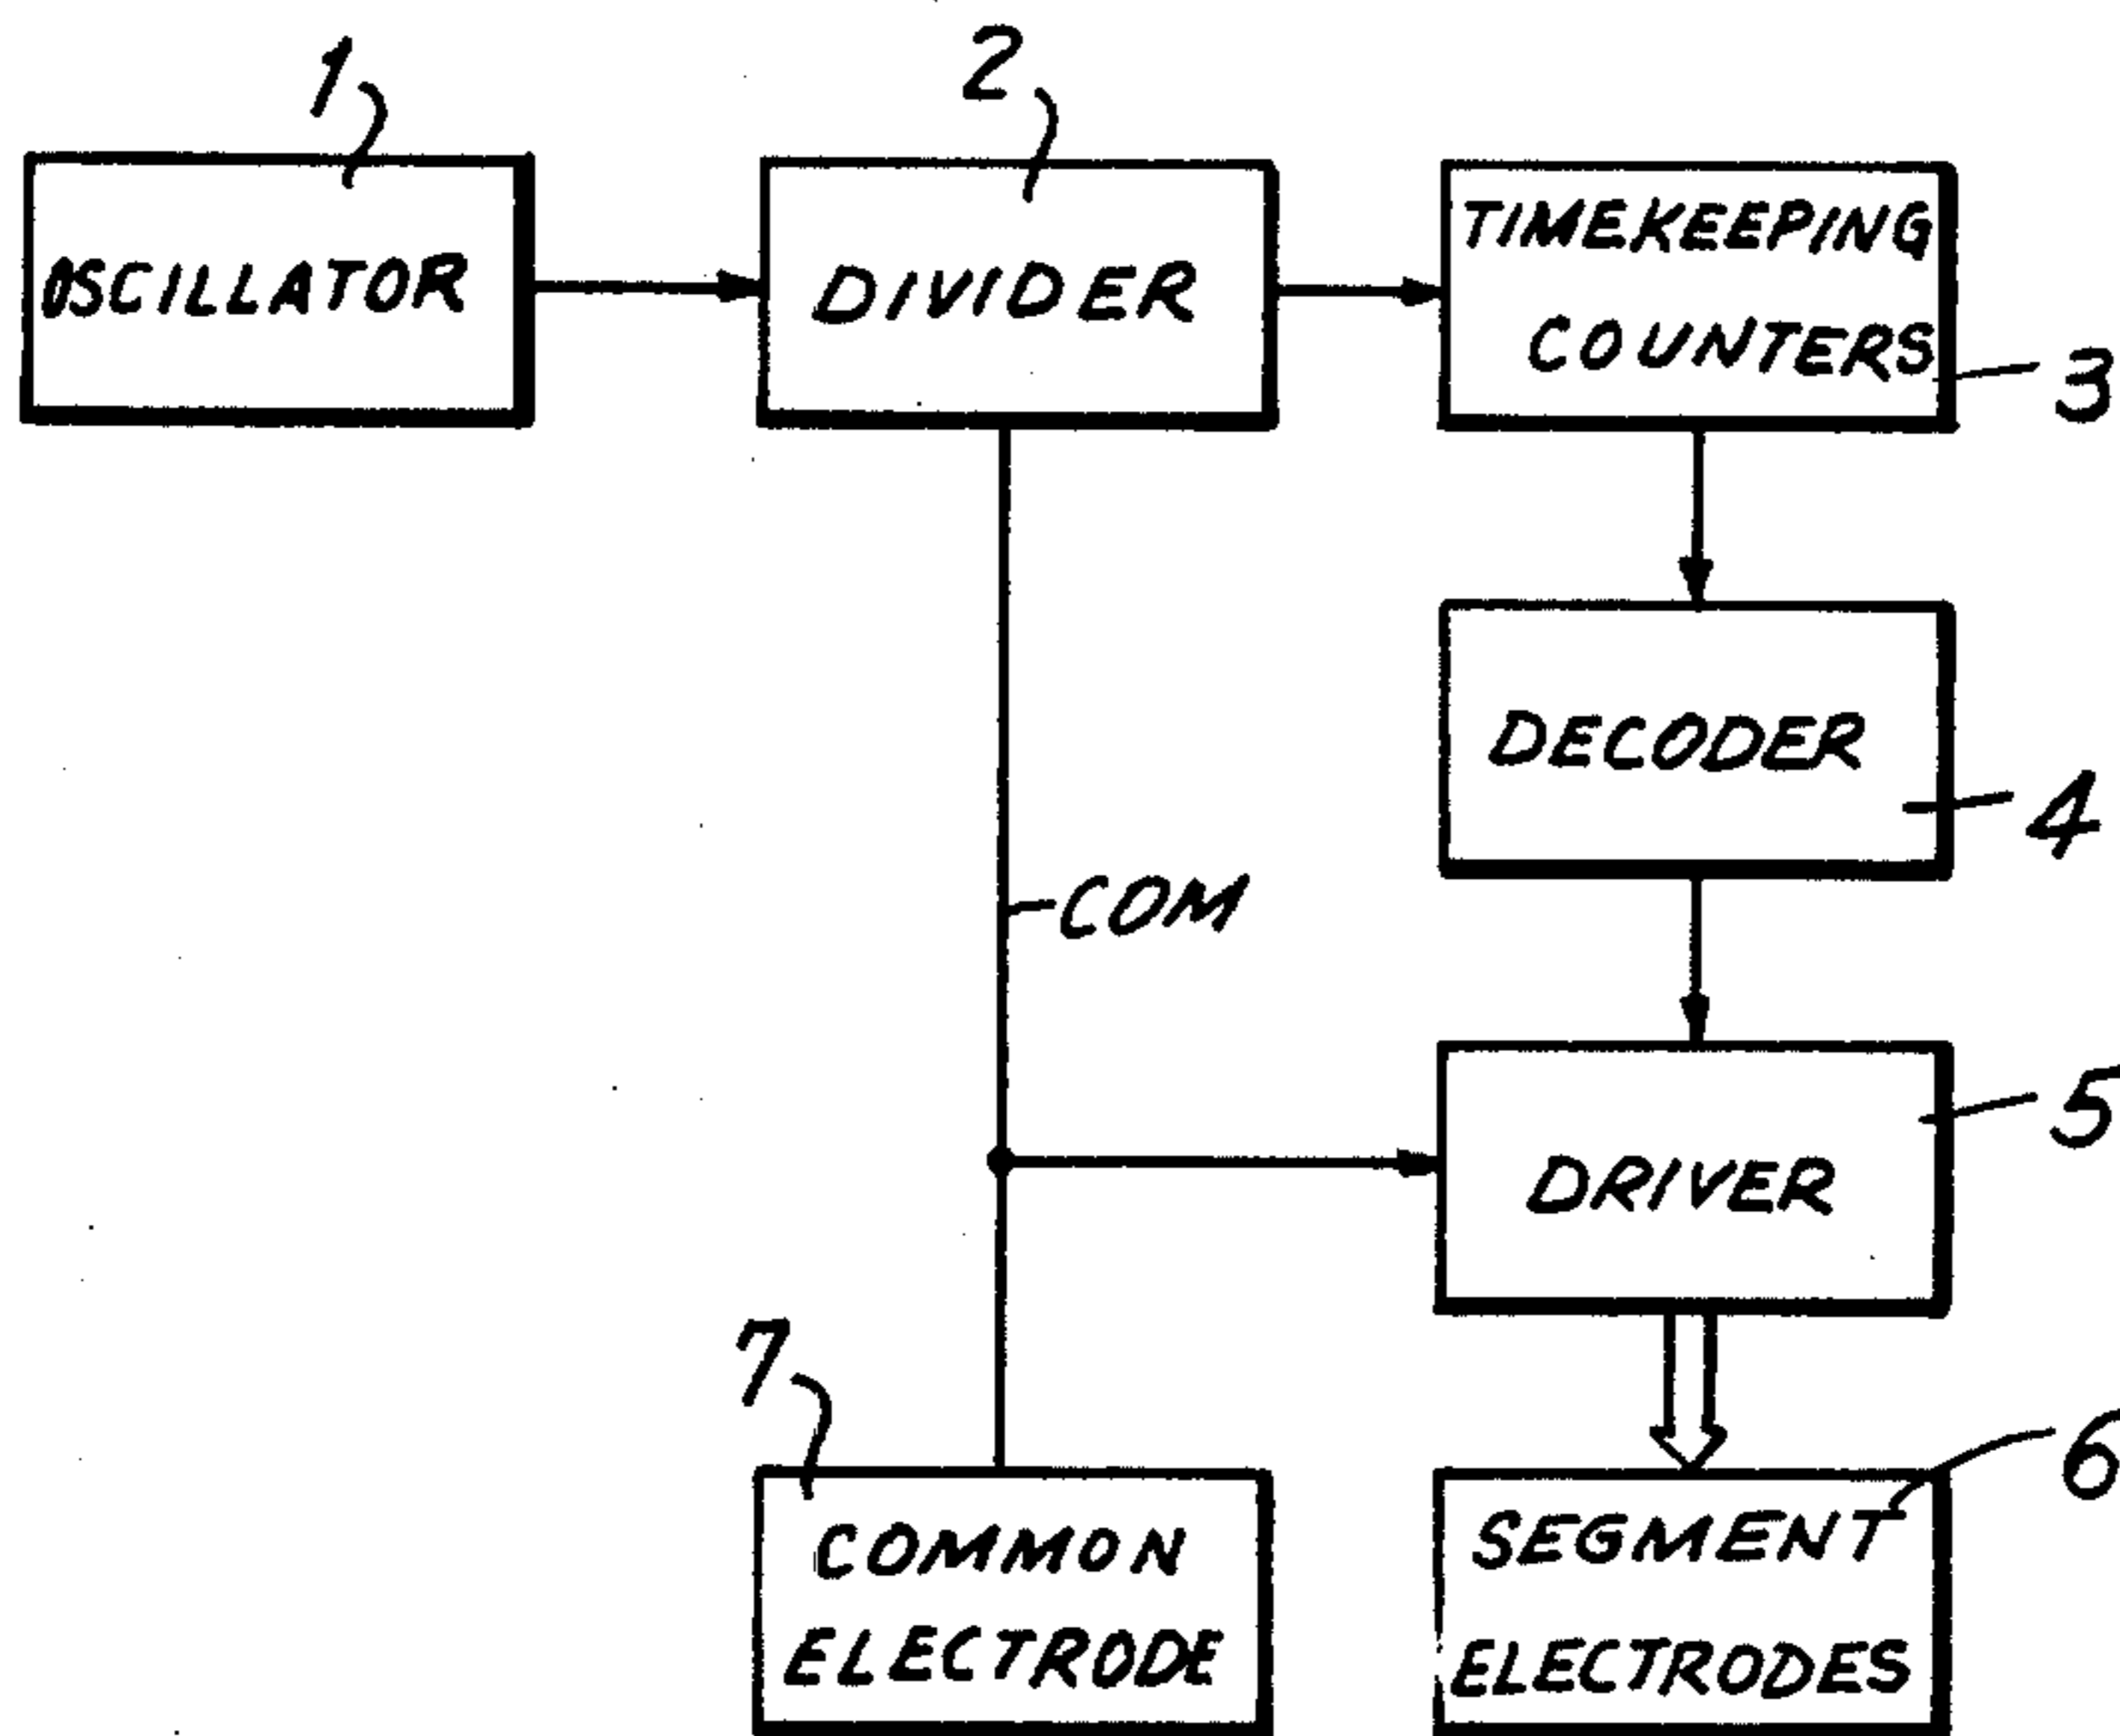 1
2
OSCILLATOR
DIVIDER
TIMEKEEPING
COUNTERS
3
DECODER
4
COM
5
DRIVER
7
6
COMMON
ELECTRODE
SEGMENT
ELECTRODES